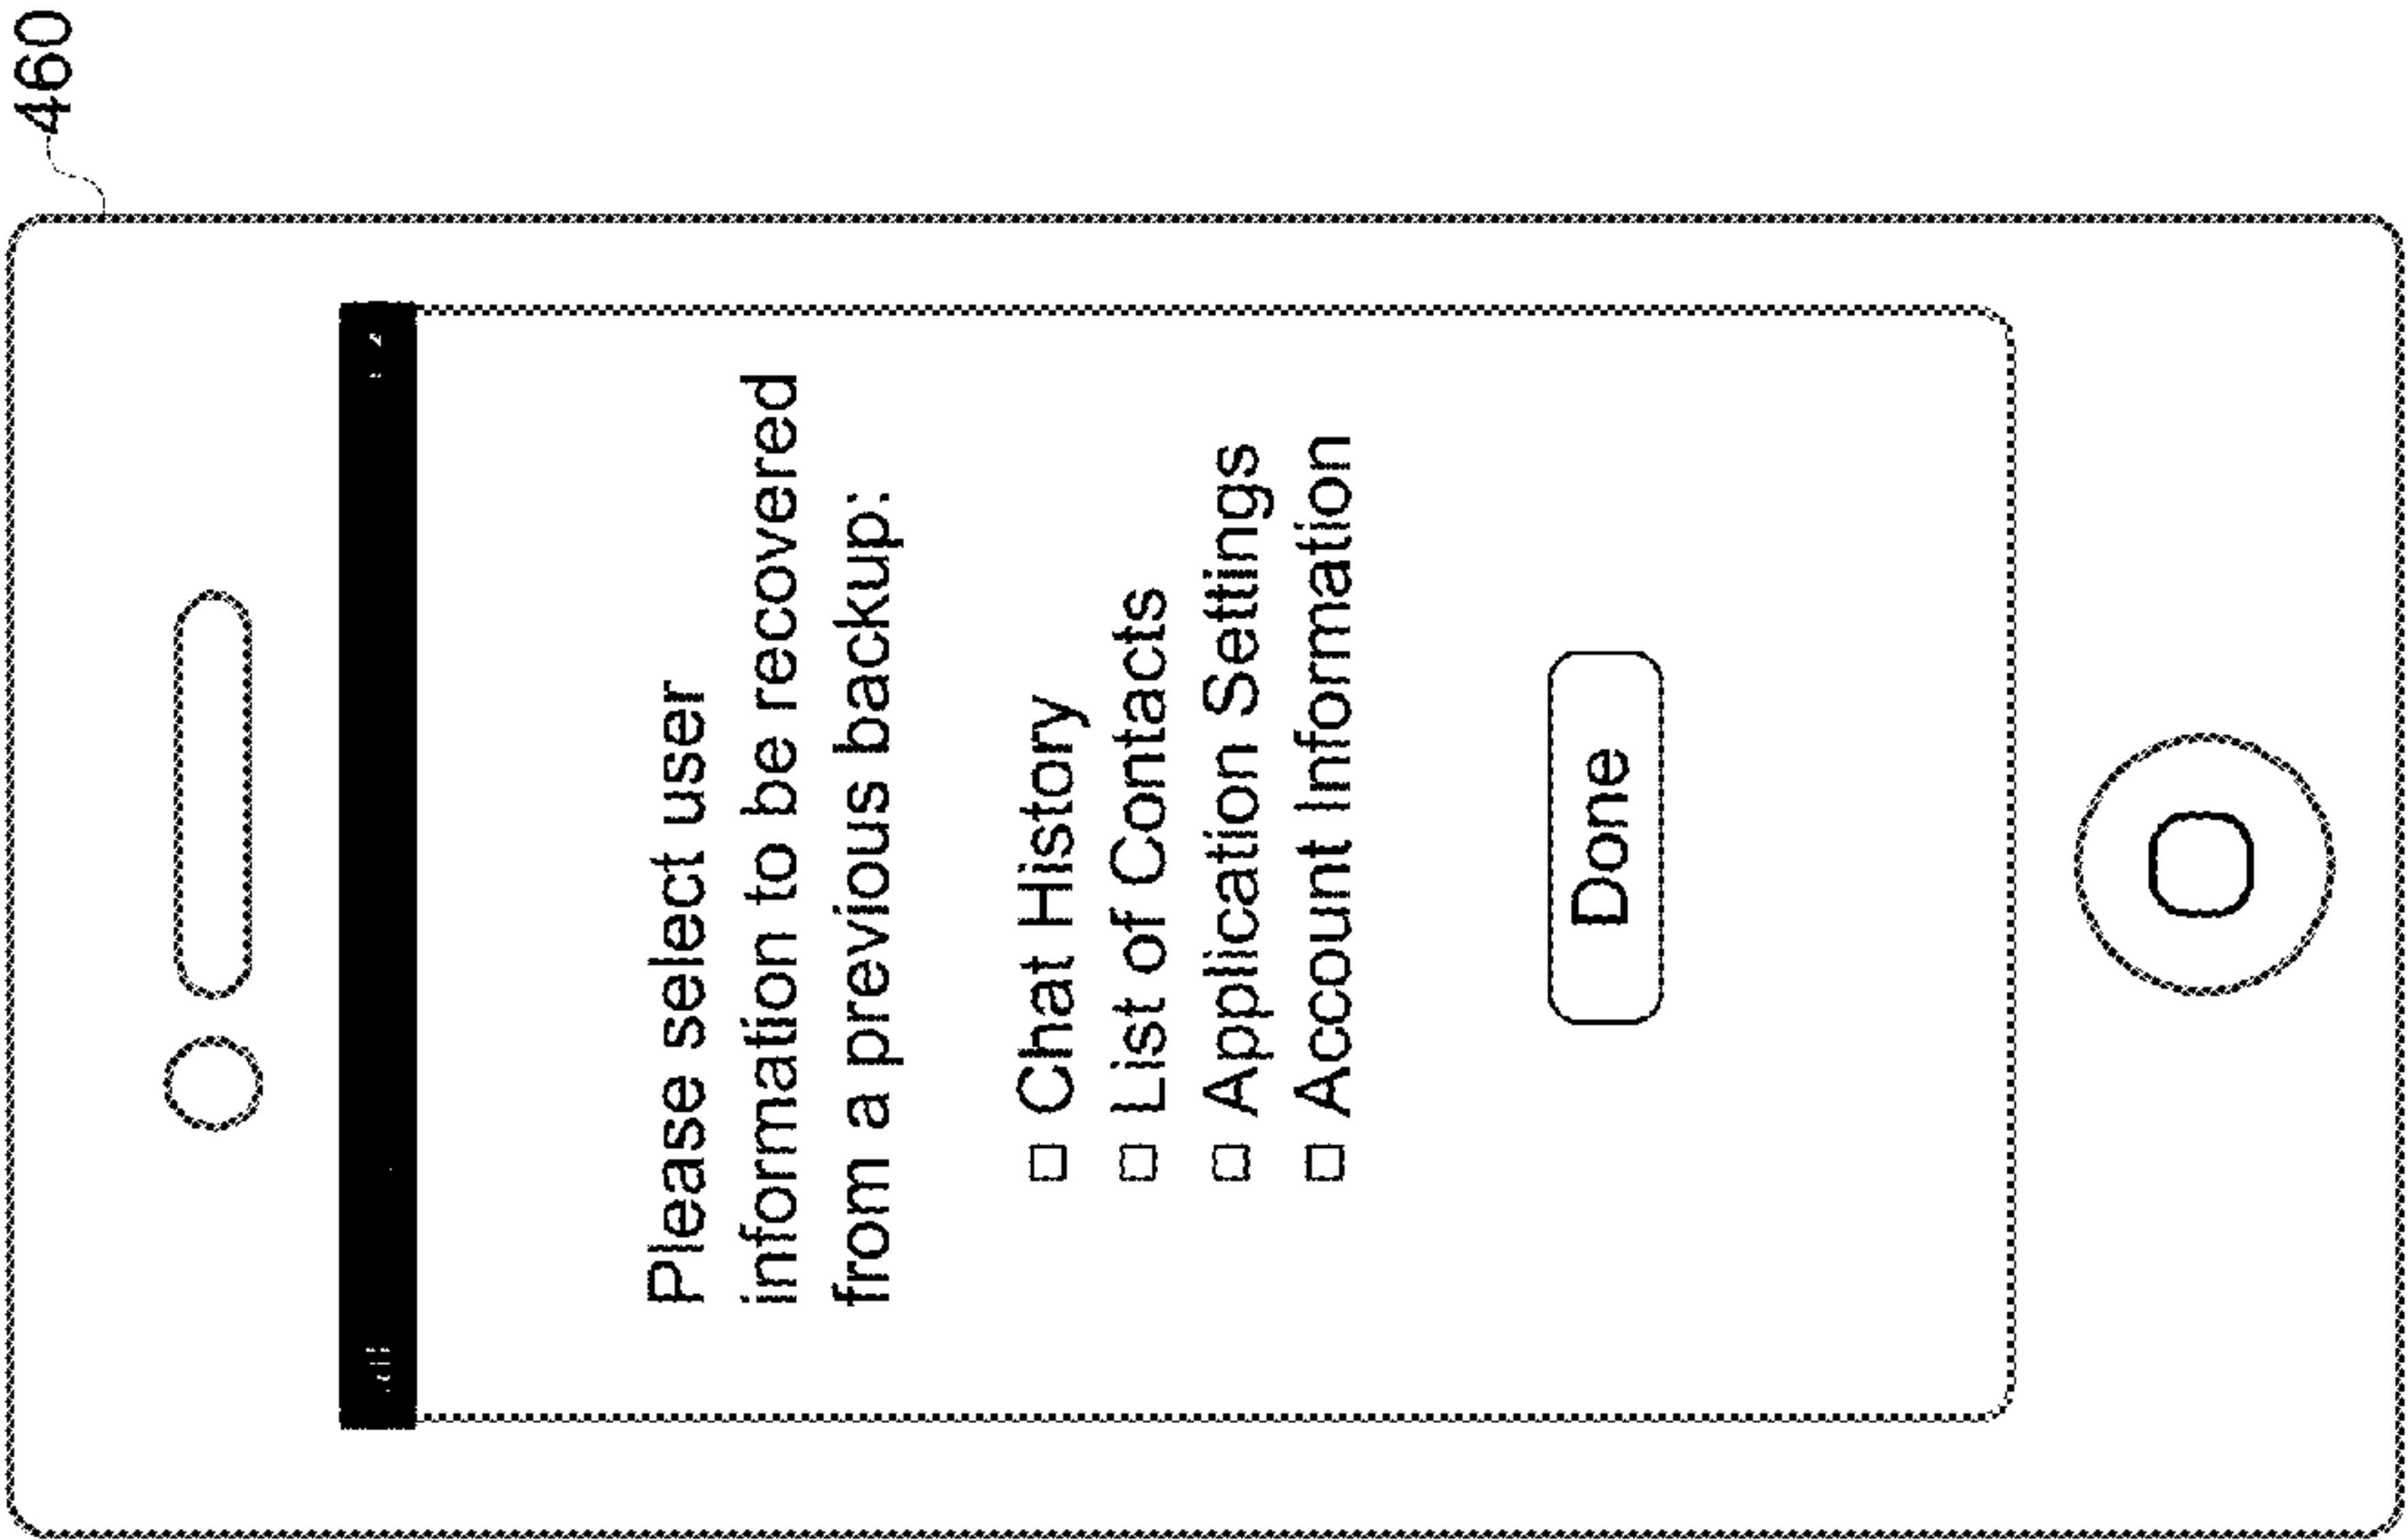 460
Please select user
information to be recovered
from a previous backup:
Chat History
List of Contacts
Application Settings
Account Information
Done